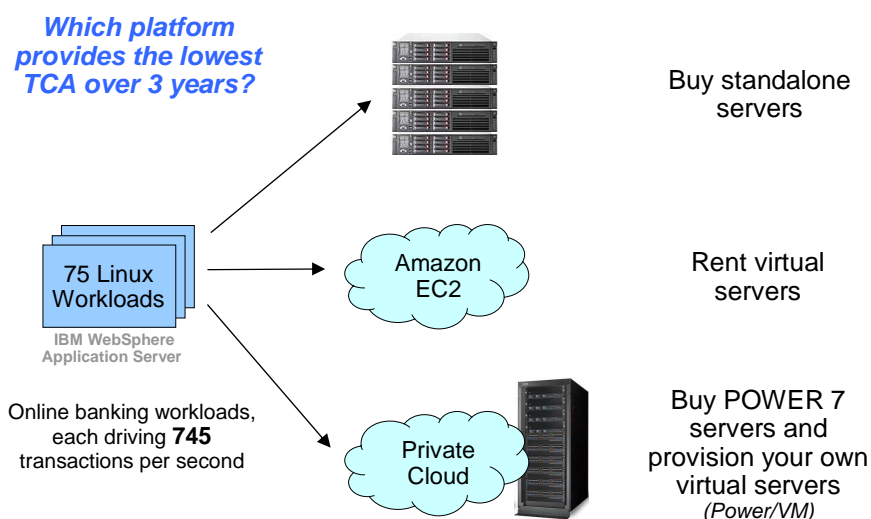 Which platform
provides the lowest
TCA over 3 years?
Buy standalone
servers
75 Linux
Workloads
IBM WebSphere
Application Server
Amazon
EC2
Rent virtual
servers
Online banking workloads,
each driving 745
transactions per second
Private
Cloud
Buy POWER 7
servers and
provision your own
virtual servers
(Power/VM)